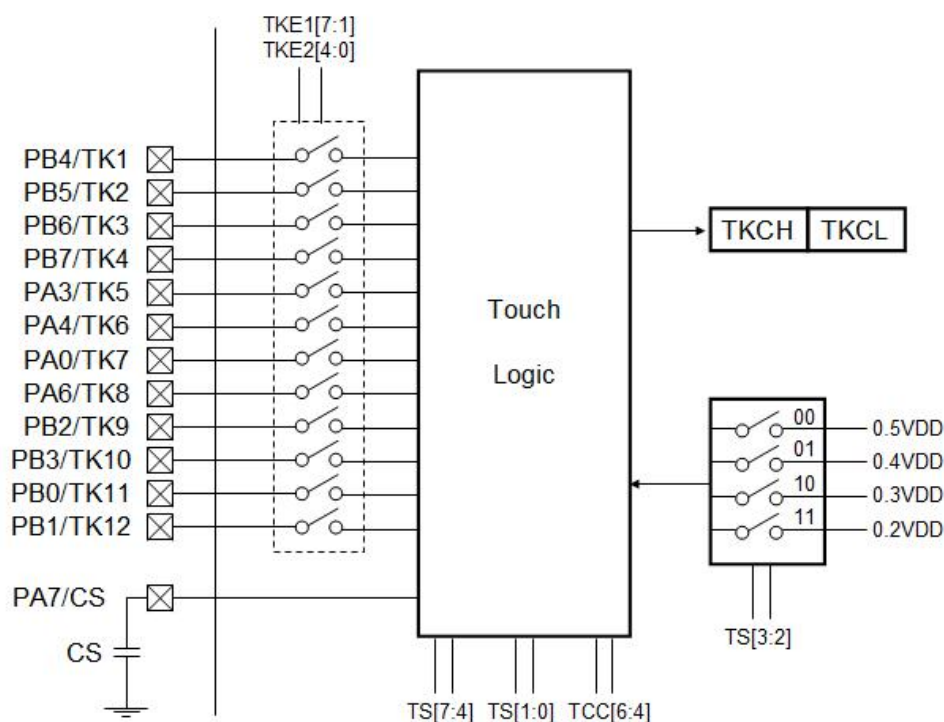 TKE1[7:1]
TKE2[4:0]
PB4/TK1
PB5/TK2
PB6/TK3
PB7/TK4
PA3/TK5
PA4/TK6
PA0/TK7
PA6/TK8
PB2/TK9
PB3/TK10
PB0/TK11
PB1/TK12
PA7/CS
CS
Touch
Logic
TKCH TKCL
00 0.5VDD
01 0.4VDD
10 0.3VDD
11 0.2VDD
TS[3:2]
TS[7:4] TS[1:0] TCC[6:4]